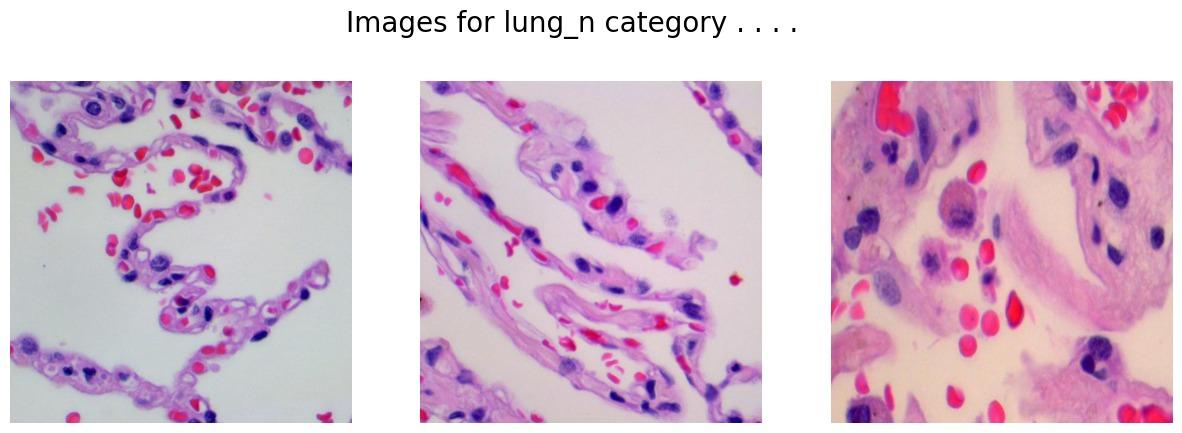 Images for lung_n category . . . .